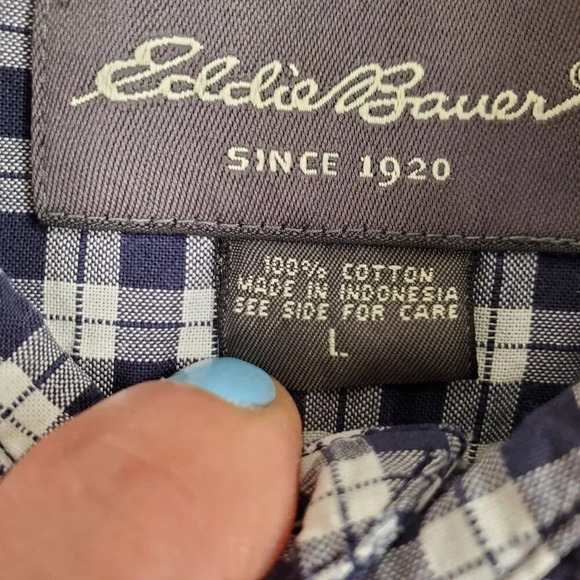 Eddie Bauer
SINCE 1920
100% COTTON
MADE IN INDONESIA
SEE SIDE FOR CARE
L